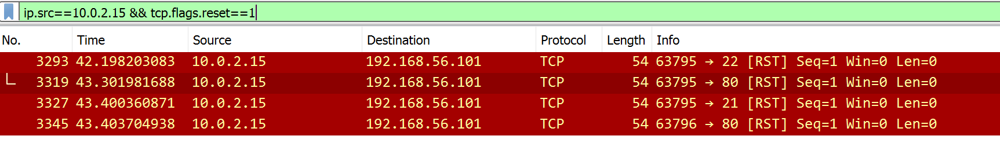 ip.src==10.0.2.15 && tcp.flags.reset==1
No. Time Source Destination Protocol Length Info
3293 42.198203083 10.0.2.15 192.168.56.101 TCP 54 63795 → 22 [RST] Seq=1 Win=0 Len=0
3319 43.301981688 10.0.2.15 192.168.56.101 TCP 54 63795 → 80 [RST] Seq=1 Win=0 Len=0
3327 43.400360871 10.0.2.15 192.168.56.101 TCP 54 63795 → 21 [RST] Seq=1 Win=0 Len=0
3345 43.403704938 10.0.2.15 192.168.56.101 TCP 54 63796 → 80 [RST] Seq=1 Win=0 Len=0